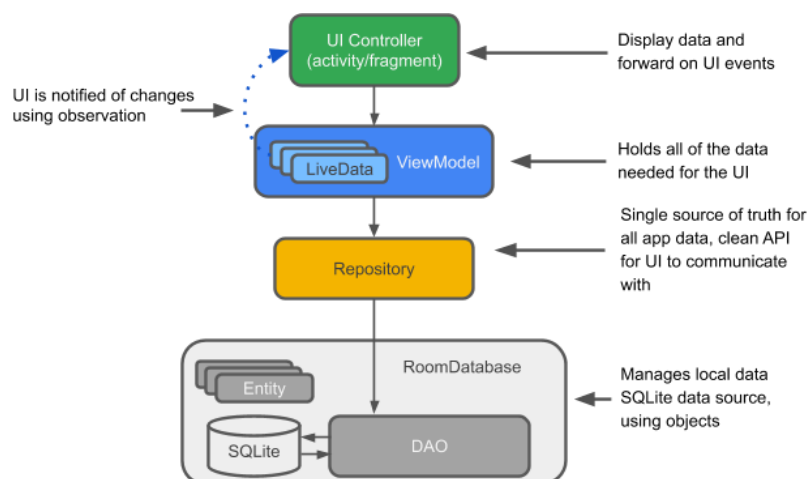 UI Controller
(activity/fragment)
Display data and
forward on UI events
UI is notified of changes
using observation
LiveData
ViewModel
Holds all of the data
needed for the UI
Single source of truth for
all app data, clean API
for UI to communicate
with
Repository
RoomDatabase
Entity
Manages local data
SQLite data source,
using objects
SQLite
DAO